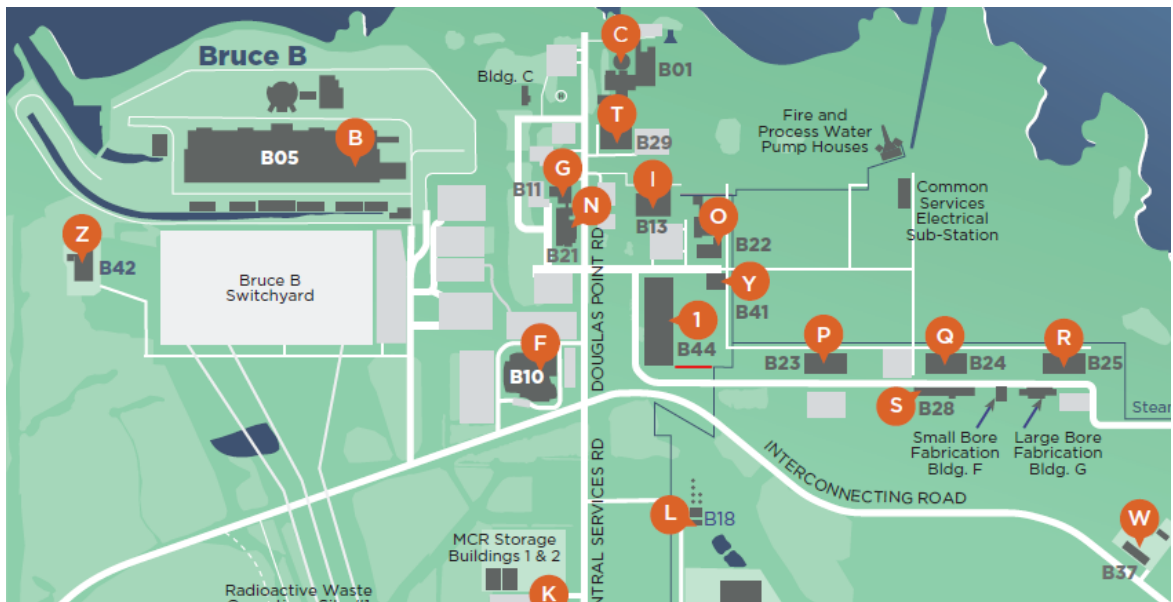 C
Bruce B
Bldg. C
B01
T
Fire and
Process Water
Pump Houses
B
B29
B05
G
I
B11
Common
Services
Electrical
Sub-Station
N
O
B13
Z
B22
B42
B21
DOUGLAS POINT RD
Bruce B
Switchyard
Y
B41
1
P
Q
R
F
B44
B23
B24
B25
B10
S
B28
Small Bore
Fabrication
Bldg. F
Large Bore
Fabrication
Bldg. G
Stear
INTERCONNECTING ROAD
NTRAL SERVICES RD
L
B18
W
MCR Storage
Buildings 1 & 2
B37
K
Radioactive Waste